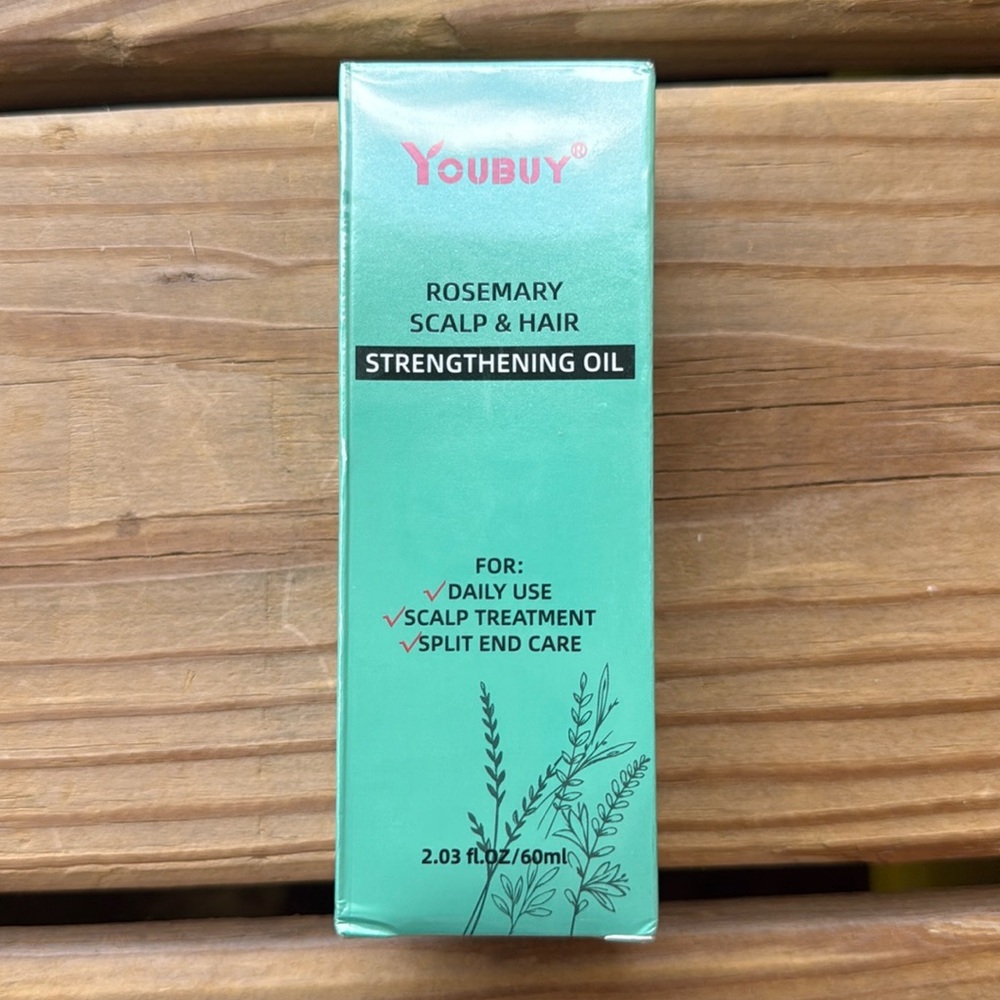 YOUBUY®
ROSEMARY
SCALP & HAIR
STRENGTHENING OIL
FOR:
✓DAILY USE
✓SCALP TREATMENT
✓SPLIT END CARE
2.03 fl.OZ/60ml